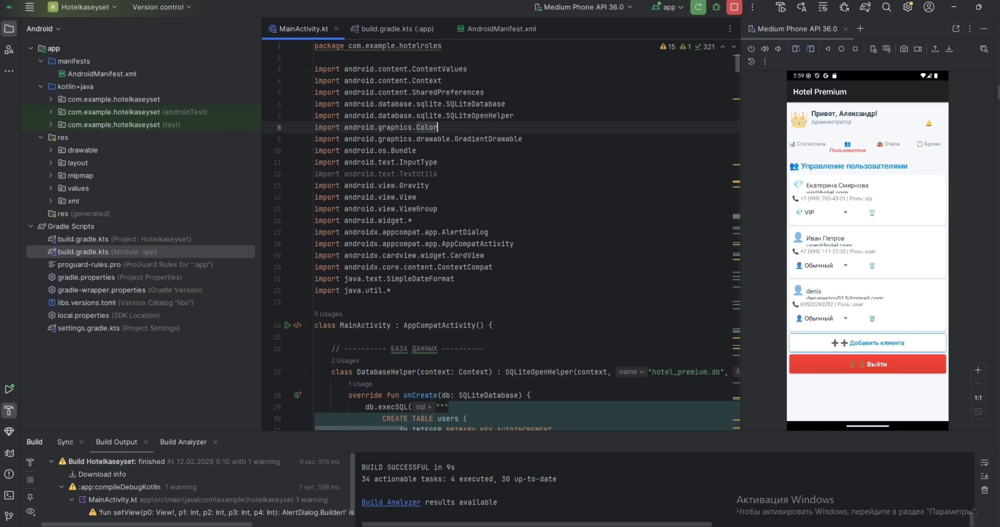 H Hotelkaseyset Version control Medium Phone API 36.0 app
Android
app
manifests
AndroidManifest.xml
kotlin+java
com.example.hotelkaseyset
com.example.hotelkaseyset (androidTest)
com.example.hotelkaseyset (test)
res
drawable
layout
mipmap
values
xml
res (generated)
Gradle Scripts
build.gradle.kts (Project: Hotelkaseyset)
build.gradle.kts (Module :app)
proguard-rules.pro (ProGuard Rules for ":app")
gradle.properties (Project Properties)
gradle-wrapper.properties (Gradle Version)
libs.versions.toml (Version Catalog "libs")
local.properties (SDK Location)
settings.gradle.kts (Project Settings)
MainActivity.kt build.gradle.kts (:app) AndroidManifest.xml
15 1 321
1 package com.example.hotelroles
2
3 import android.content.ContentValues
4 import android.content.Context
5 import android.content.SharedPreferences
6 import android.database.sqlite.SQLiteDatabase
7 import android.database.sqlite.SQLiteOpenHelper
8 import android.graphics.Color
9 import android.graphics.drawable.GradientDrawable
10 import android.os.Bundle
11 import android.text.InputType
12 import android.text.TextUtils
13 import android.view.Gravity
14 import android.view.View
15 import android.view.ViewGroup
16 import android.widget.*
17 import androidx.appcompat.app.AlertDialog
18 import androidx.appcompat.app.AppCompatActivity
19 import androidx.cardview.widget.CardView
20 import androidx.core.content.ContextCompat
21 import java.text.SimpleDateFormat
22 import java.util.*
23
5 Usages
24 class MainActivity : AppCompatActivity() {
25
26 // ---------- БАЗА ДАННЫХ ----------
2 Usages
27 class DatabaseHelper(context: Context) : SQLiteOpenHelper(context, name = "hotel_premium.db",
1 Usage
28 override fun onCreate(db: SQLiteDatabase) {
29 db.execSQL( sql = """
30 CREATE TABLE users (
31 id INTEGER PRIMARY KEY AUTOINCREMENT
Medium Phone API 36.0
2:59 G
Hotel Premium
Привет, Александр!
Администратор
Статистика
Пользователи
Отели
Брони
Управление пользователями
Екатерина Смирнова
vip@hotel.com
+7 (999) 765-43-21 | Роль: vip
VIP
Иван Петров
user@hotel.com
+7 (999) 111-22-33 | Роль: user
Обычный
denis
denarestov013@gmail.com
89520290292 | Роль: user
Обычный
➕ ➕ Добавить клиента
Выйти
1:1
Build Sync Build Output Build Analyzer
Build Hotelkaseyset: finished At 12.02.2026 5:10 with 1 warning 9 sec, 915 ms
Download info
:app:compileDebugKotlin 1 warning 7 sec, 598 ms
MainActivity.kt app\src\main\java\com\example\hotelkaseyset 1 warning
'fun setView(p0: View!, p1: Int, p2: Int, p3: Int, p4: Int): AlertDialog.Builder!' is
BUILD SUCCESSFUL in 9s
34 actionable tasks: 4 executed, 30 up-to-date
Build Analyzer results available
Активация Windows
Чтобы активировать Windows, перейдите в раздел "Параметры".